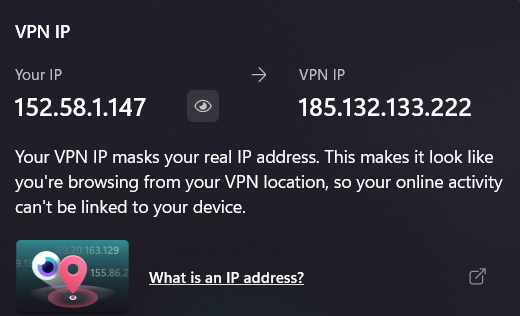 VPN IP
Your IP → VPN IP
152.58.1.147 185.132.133.222
Your VPN IP masks your real IP address. This makes it look like
you're browsing from your VPN location, so your online activity
can't be linked to your device.
.20.163.129
155.86.2
What is an IP address?